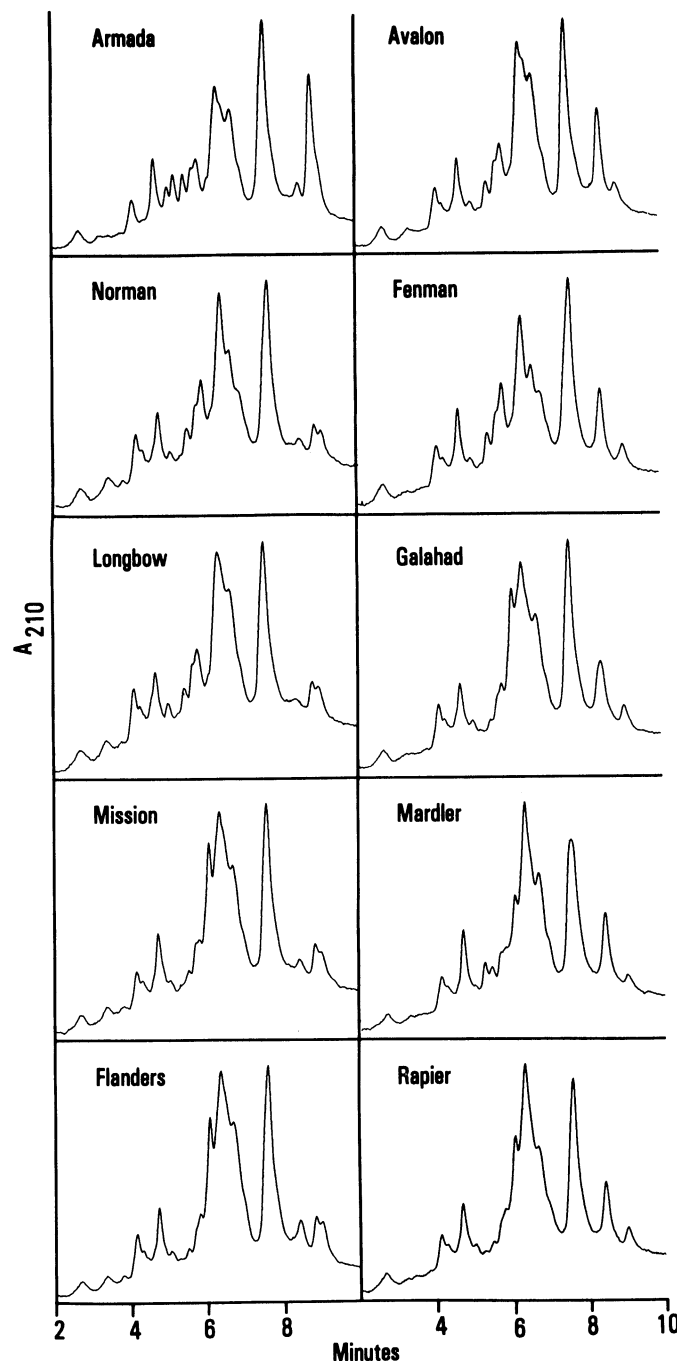 Armada
Avalon
Norman
Fenman
Longbow
Galahad
A210
Mission
Mardler
Flanders
Rapier
2 4 6 8 4 6 8 10
Minutes